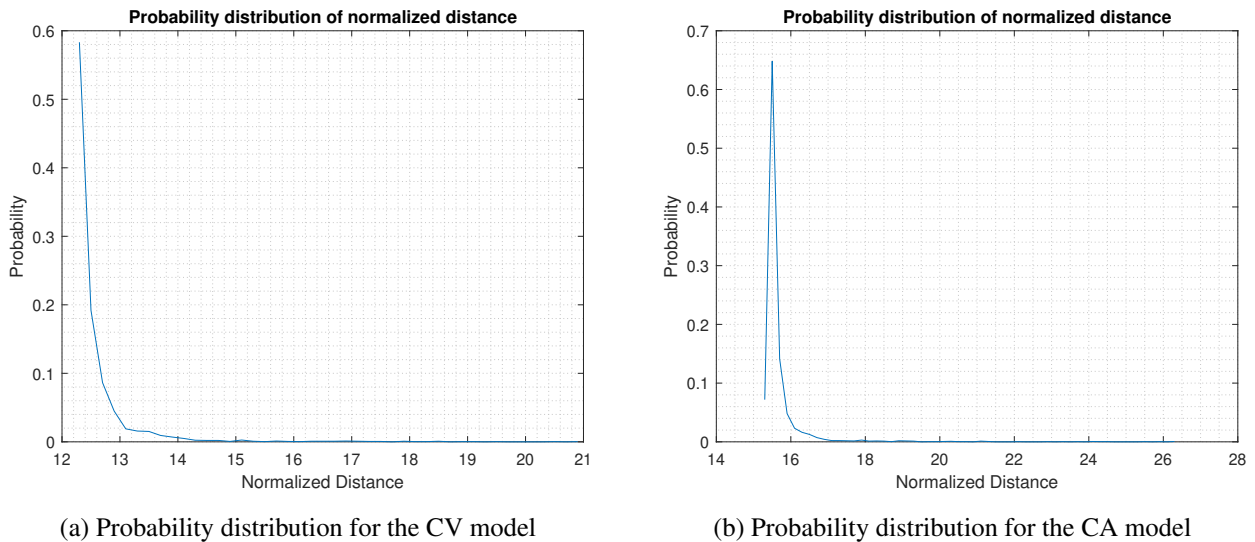 Probability distribution of normalized distance
0.6
0.5
0.4
0.3
0.2
0.1
0
Probability
12 13 14 15 16 17 18 19 20 21
Normalized Distance
(a) Probability distribution for the CV model
Probability distribution of normalized distance
0.7
0.6
0.5
0.4
0.3
0.2
0.1
0
Probability
14 16 18 20 22 24 26 28
Normalized Distance
(b) Probability distribution for the CA model